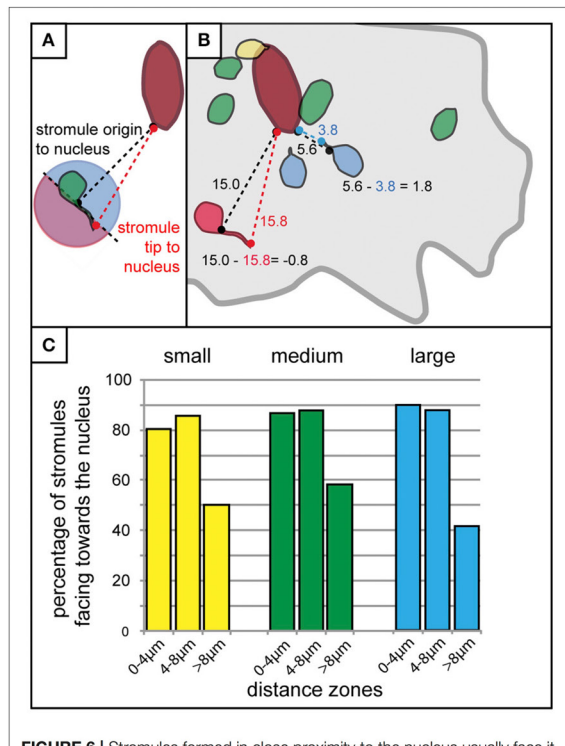 A
stromule origin
to nucleus
stromule
tip to
nucleus
B
3.8
5.6
15.0
15.8
5.6 - 3.8 = 1.8
15.0 - 15.8= -0.8
C
small medium large
percentage of stromules
facing towards the nucleus
100
80
60
40
20
0
0-4µm 4-8µm >8µm 0-4µm 4-8µm >8µm 0-4µm 4-8µm >8µm
distance zones
FIGURE 6 | Stromules formed in close proximity to the nucleus usually face it